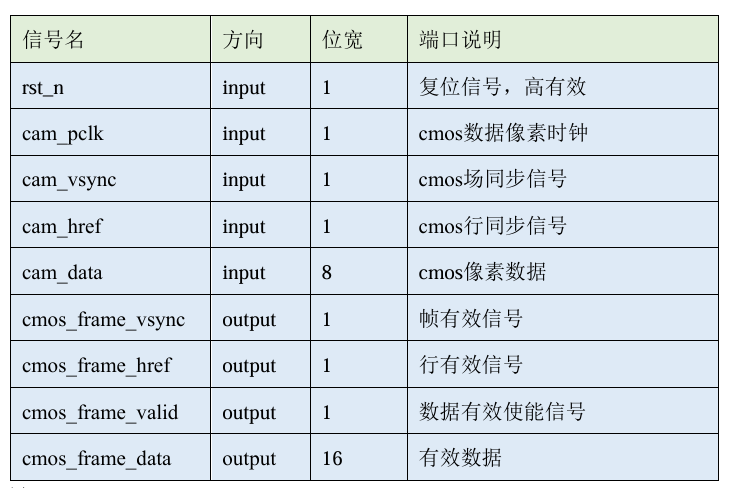 信号名 方向 位宽 端口说明
rst_n input 1 复位信号，高有效
cam_pclk input 1 cmos数据像素时钟
cam_vsync input 1 cmos场同步信号
cam_href input 1 cmos行同步信号
cam_data input 8 cmos像素数据
cmos_frame_vsync output 1 帧有效信号
cmos_frame_href output 1 行有效信号
cmos_frame_valid output 1 数据有效使能信号
cmos_frame_data output 16 有效数据